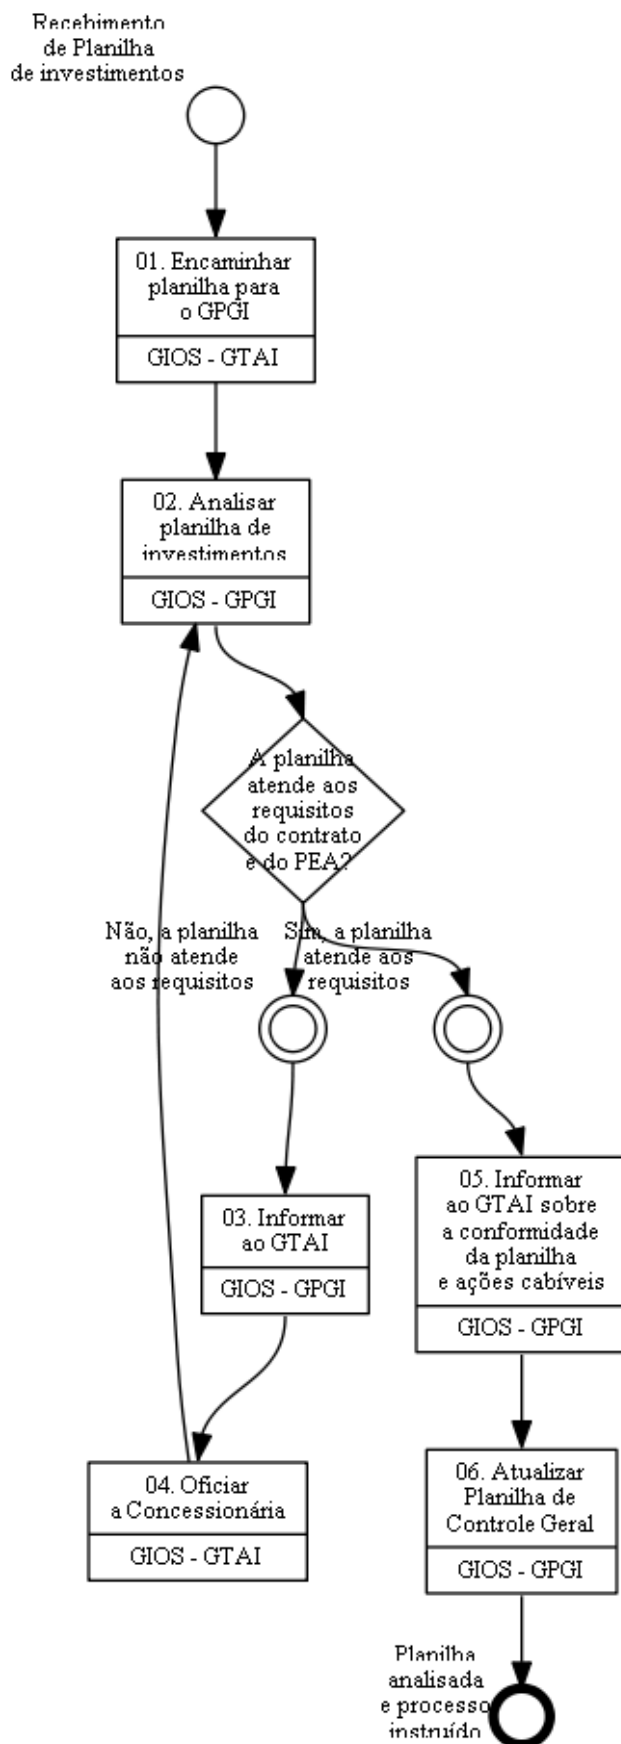 Recebimento
de Planilha
de investimentos
01. Encaminhar
planilha para
o GPGI
GIOS - GTAI
02. Analisar
planilha de
investimentos
GIOS - GPGI
A planilha
atende aos
requisitos
do contrato
e do PEA?
Não, a planilha
não atende
aos requisitos
Sim, a planilha
atende aos
requisitos
03. Informar
ao GTAI
GIOS - GPGI
05. Informar
ao GTAI sobre
a conformidade
da planilha
e ações cabíveis
GIOS - GPGI
04. Oficiar
a Concessionária
GIOS - GTAI
06. Atualizar
Planilha de
Controle Geral
GIOS - GPGI
Planilha
analisada
e processo
instruído